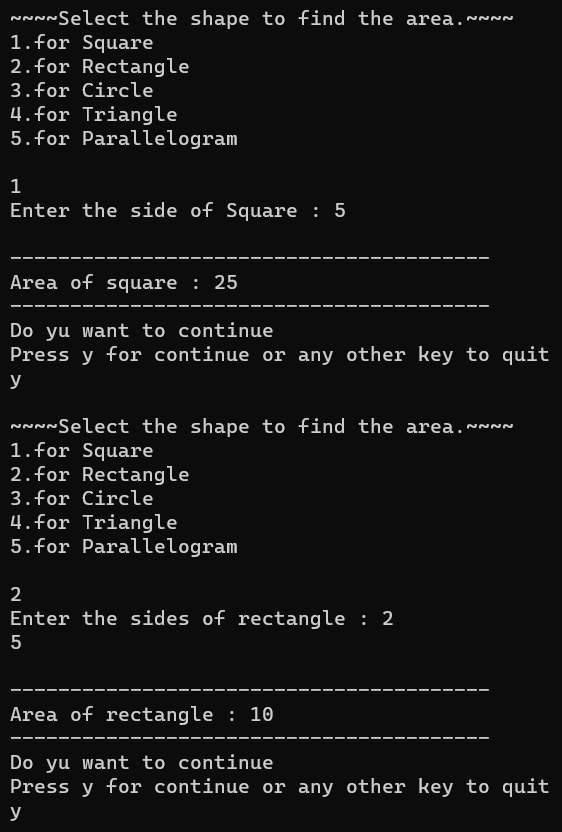 ~~~~Select the shape to find the area.~~~~
1.for Square
2.for Rectangle
3.for Circle
4.for Triangle
5.for Parallelogram
1
Enter the side of Square : 5
----------------------------------------
Area of square : 25
----------------------------------------
Do yu want to continue
Press y for continue or any other key to quit
y
~~~~Select the shape to find the area.~~~~
1.for Square
2.for Rectangle
3.for Circle
4.for Triangle
5.for Parallelogram
2
Enter the sides of rectangle : 2
5
----------------------------------------
Area of rectangle : 10
----------------------------------------
Do yu want to continue
Press y for continue or any other key to quit
y